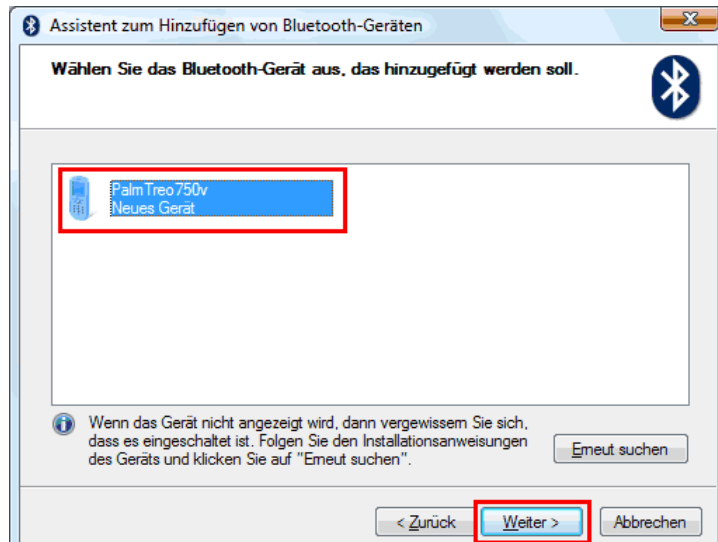 Assistent zum Hinzufügen von Bluetooth-Geräten
Wählen Sie das Bluetooth-Gerät aus, das hinzugefügt werden soll.
PalmTreo750v
Neues Gerät
Wenn das Gerät nicht angezeigt wird, dann vergewissern Sie sich,
dass es eingeschaltet ist. Folgen Sie den Installationsanweisungen
des Geräts und klicken Sie auf "Erneut suchen".
Erneut suchen
< Zurück
Weiter >
Abbrechen